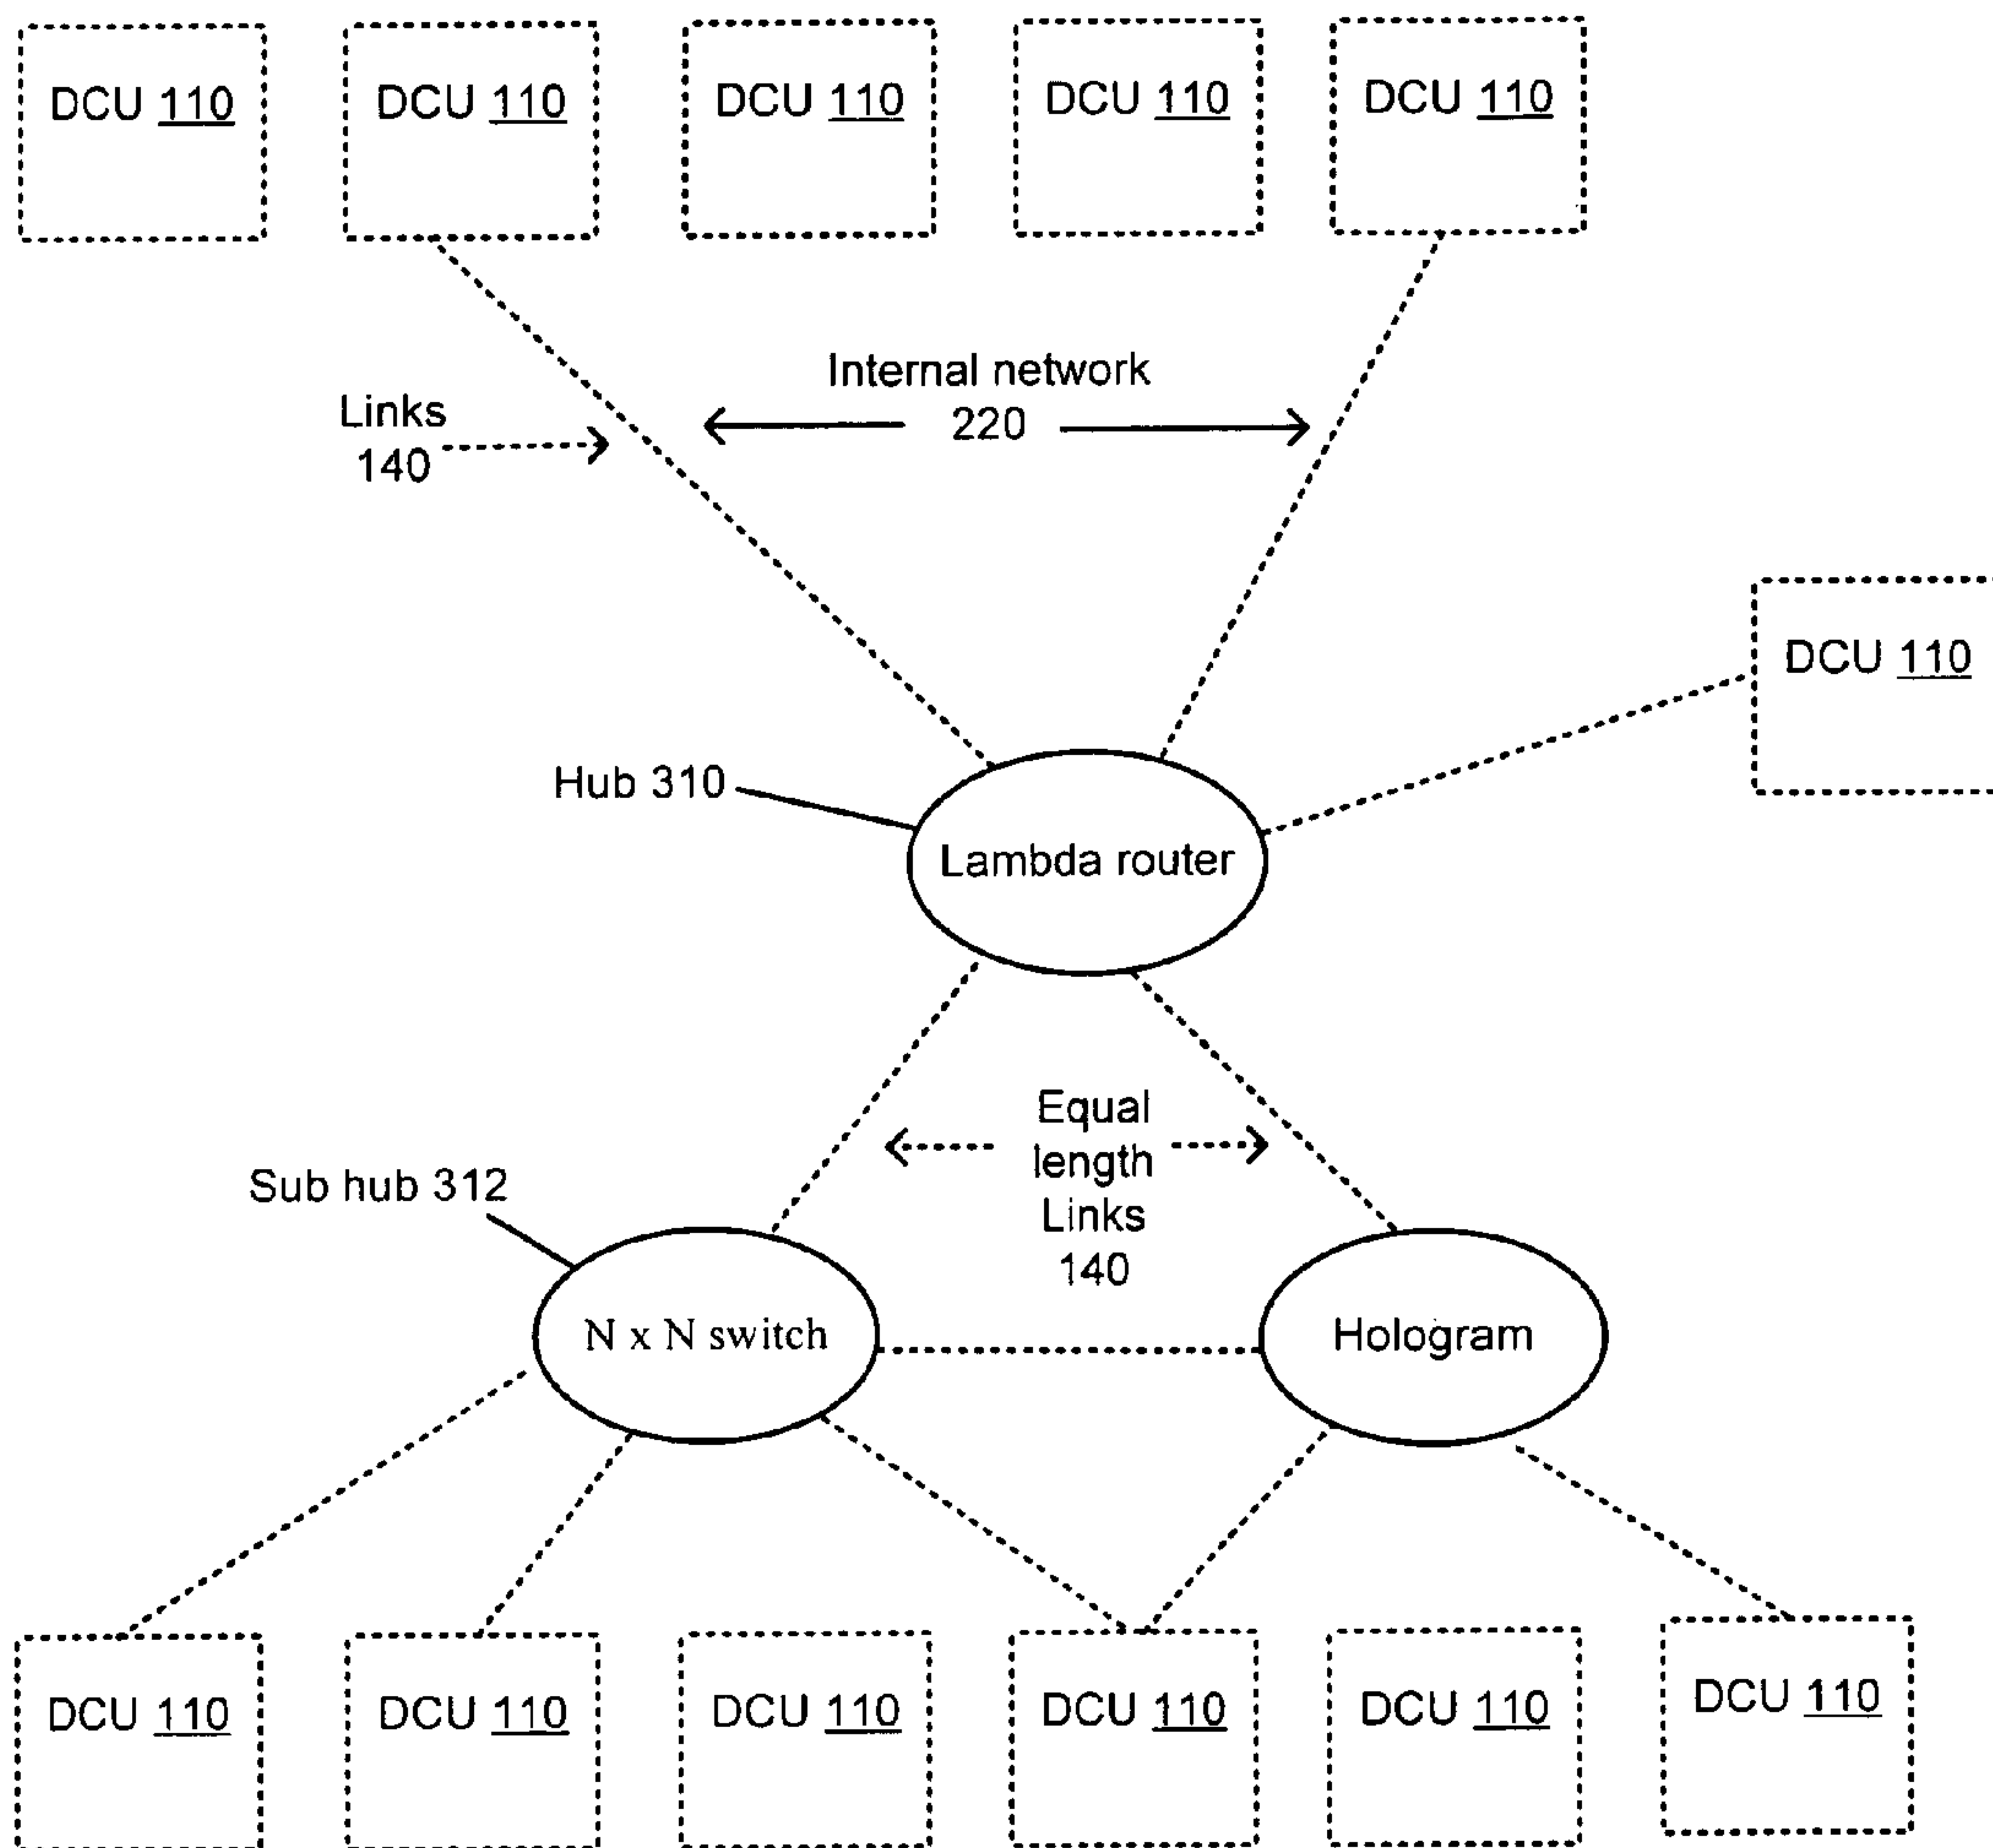 DCU 110
DCU 110
DCU 110
DCU 110
DCU 110
Internal network
220
Links
140
DCU 110
Hub 310
Lambda router
Equal
length
Links
140
Sub hub 312
N x N switch
Hologram
DCU 110
DCU 110
DCU 110
DCU 110
DCU 110
DCU 110